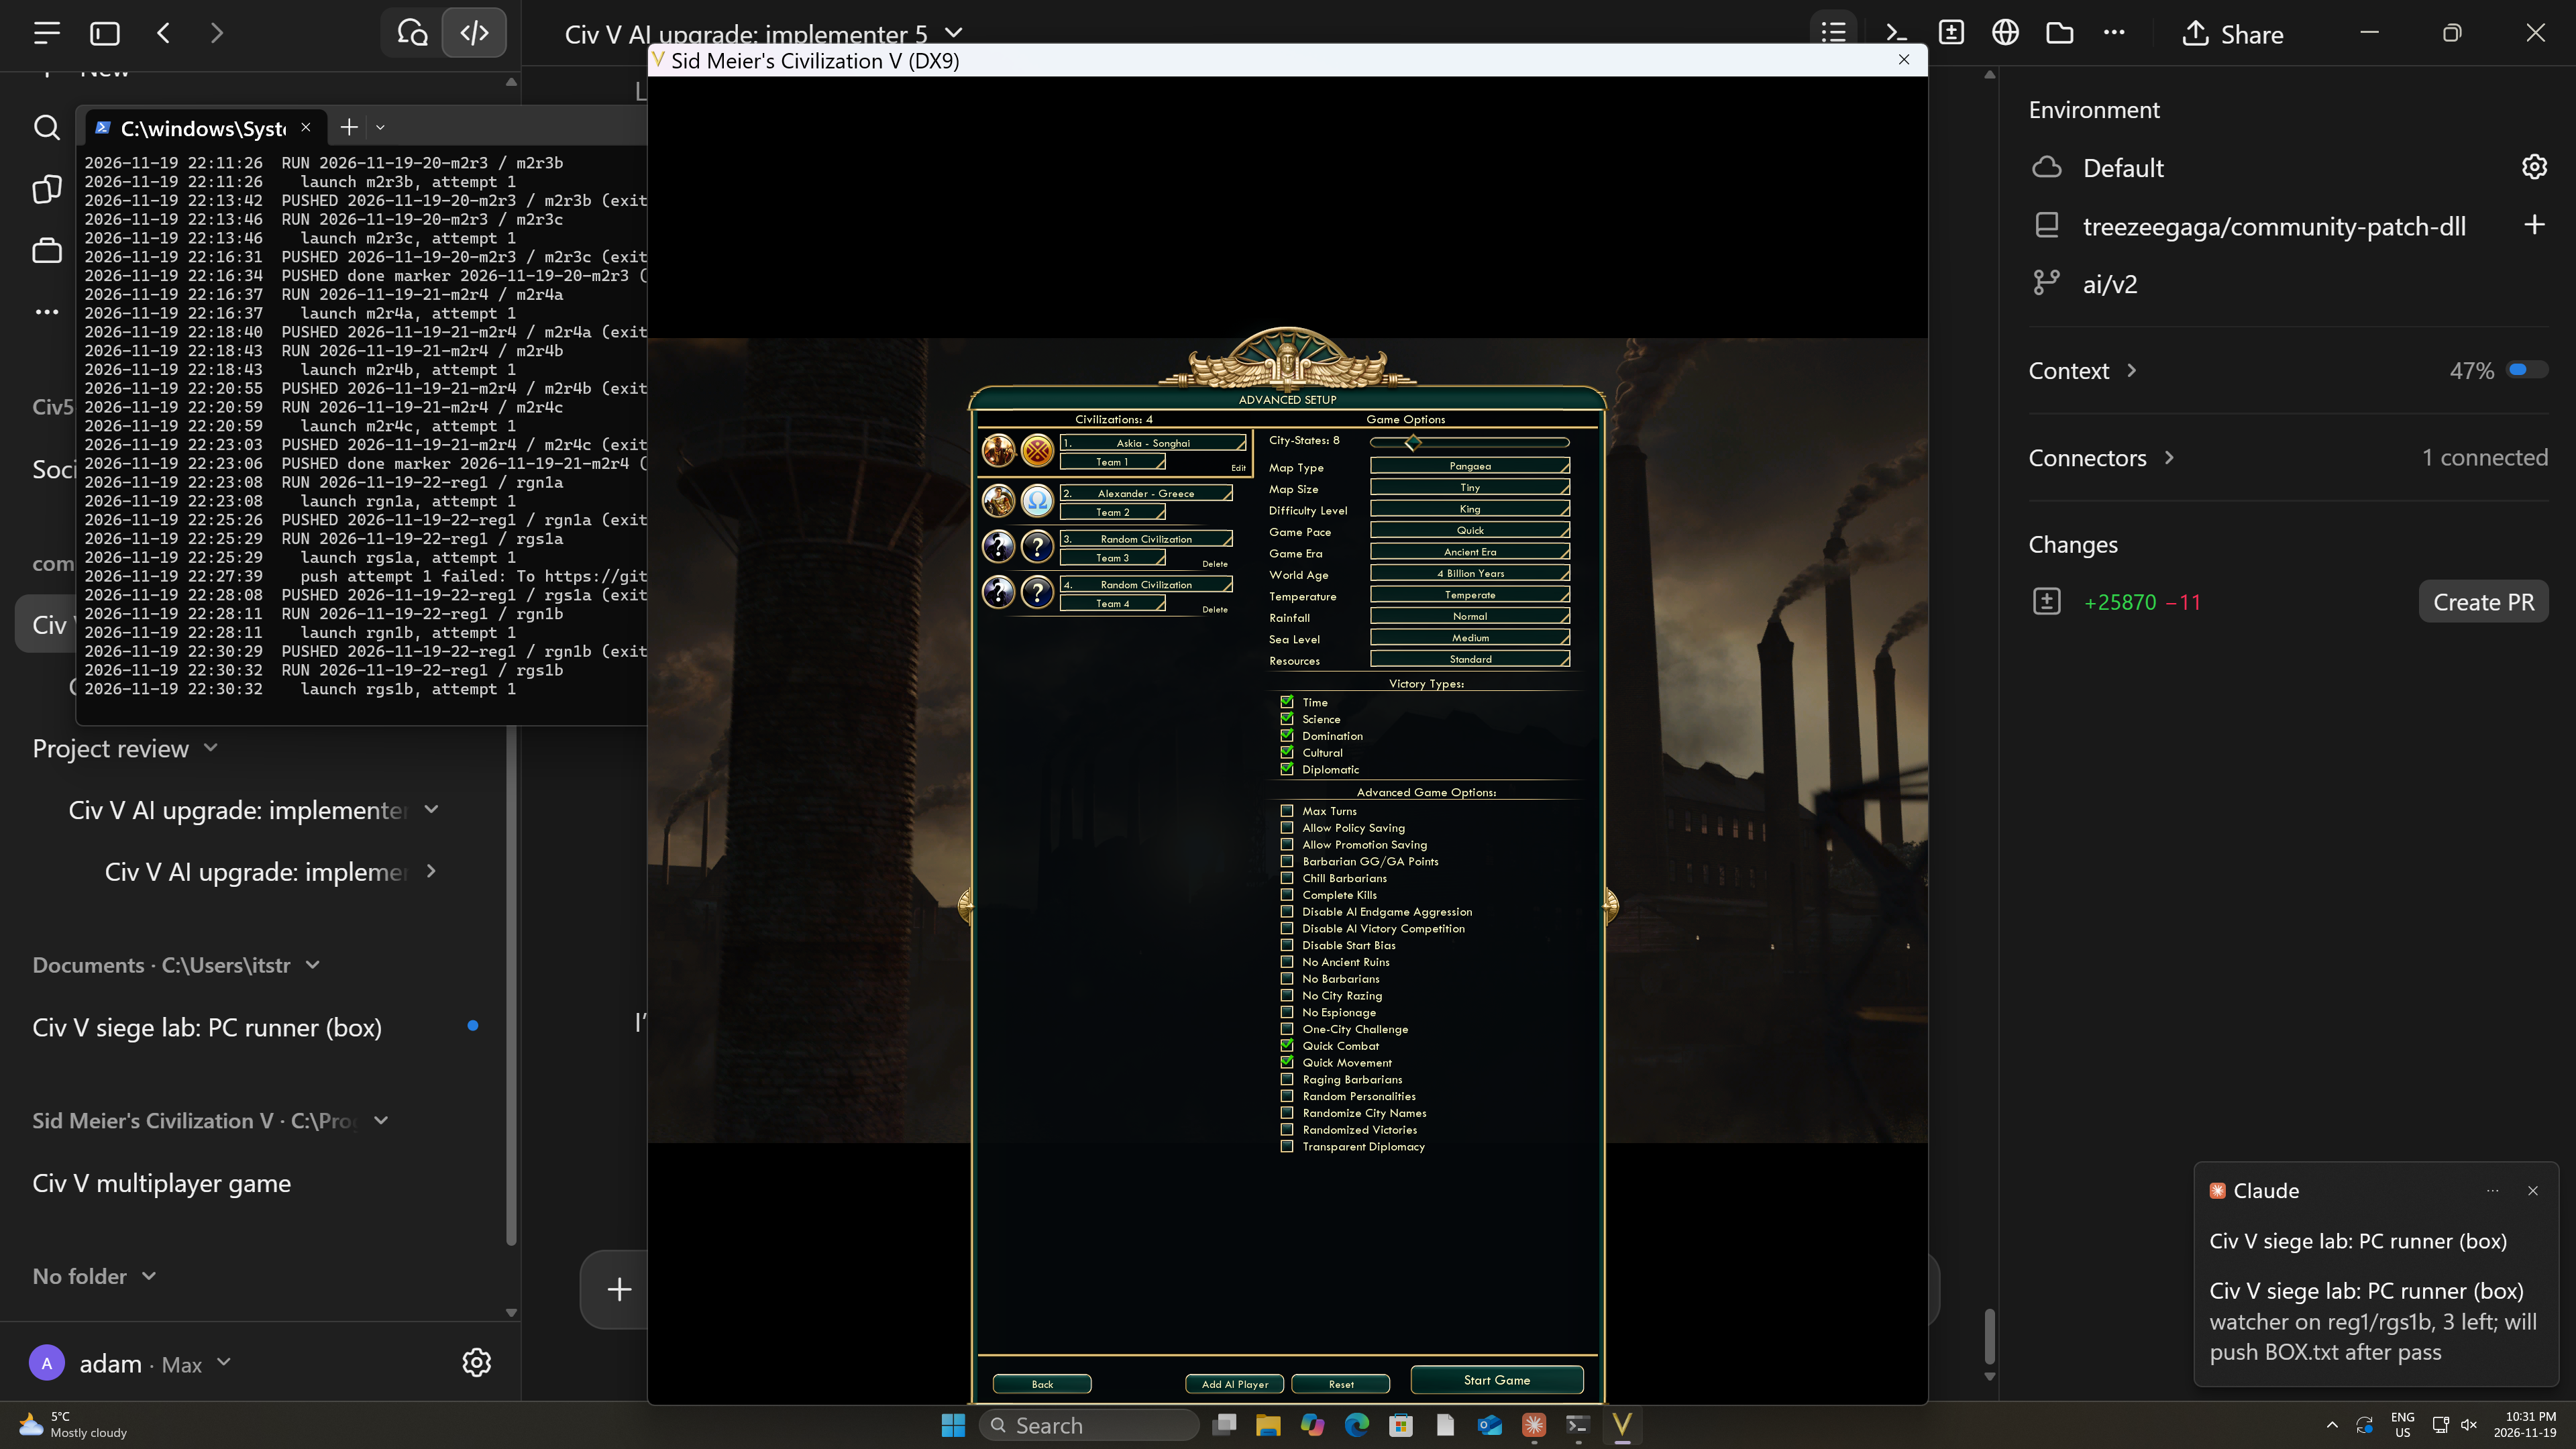 Civ V AI upgrade: implementer 5
Share
New
Sid Meier's Civilization V (DX9)
C:\windows\Syst
2026-11-19 22:11:26  RUN 2026-11-19-20-m2r3 / m2r3b
2026-11-19 22:11:26    launch m2r3b, attempt 1
2026-11-19 22:13:42  PUSHED 2026-11-19-20-m2r3 / m2r3b (exit
2026-11-19 22:13:46  RUN 2026-11-19-20-m2r3 / m2r3c
2026-11-19 22:13:46    launch m2r3c, attempt 1
2026-11-19 22:16:31  PUSHED 2026-11-19-20-m2r3 / m2r3c (exit
2026-11-19 22:16:34  PUSHED done marker 2026-11-19-20-m2r3 (
2026-11-19 22:16:37  RUN 2026-11-19-21-m2r4 / m2r4a
2026-11-19 22:16:37    launch m2r4a, attempt 1
2026-11-19 22:18:40  PUSHED 2026-11-19-21-m2r4 / m2r4a (exit
2026-11-19 22:18:43  RUN 2026-11-19-21-m2r4 / m2r4b
2026-11-19 22:18:43    launch m2r4b, attempt 1
2026-11-19 22:20:55  PUSHED 2026-11-19-21-m2r4 / m2r4b (exit
2026-11-19 22:20:59  RUN 2026-11-19-21-m2r4 / m2r4c
2026-11-19 22:20:59    launch m2r4c, attempt 1
2026-11-19 22:23:03  PUSHED 2026-11-19-21-m2r4 / m2r4c (exit
2026-11-19 22:23:06  PUSHED done marker 2026-11-19-21-m2r4 (
2026-11-19 22:23:08  RUN 2026-11-19-22-reg1 / rgn1a
2026-11-19 22:23:08    launch rgn1a, attempt 1
2026-11-19 22:25:26  PUSHED 2026-11-19-22-reg1 / rgn1a (exit
2026-11-19 22:25:29  RUN 2026-11-19-22-reg1 / rgs1a
2026-11-19 22:25:29    launch rgs1a, attempt 1
2026-11-19 22:27:39    push attempt 1 failed: To https://git
2026-11-19 22:28:08  PUSHED 2026-11-19-22-reg1 / rgs1a (exit
2026-11-19 22:28:11  RUN 2026-11-19-22-reg1 / rgn1b
2026-11-19 22:28:11    launch rgn1b, attempt 1
2026-11-19 22:30:29  PUSHED 2026-11-19-22-reg1 / rgn1b (exit
2026-11-19 22:30:32  RUN 2026-11-19-22-reg1 / rgs1b
2026-11-19 22:30:32    launch rgs1b, attempt 1
Civ5
Soci
com
Civ
Project review
Civ V AI upgrade: implementer
Civ V AI upgrade: impleme
Documents · C:\Users\itstr
Civ V siege lab: PC runner (box)
Sid Meier's Civilization V · C:\Pro
Civ V multiplayer game
No folder
A
adam · Max
I'
ADVANCED SETUP
Civilizations: 4
1. Askia - Songhai
Team 1
Edit
2. Alexander - Greece
Team 2
3. Random Civilization
Team 3
Delete
4. Random Civilization
Team 4
Delete
Game Options
City-States: 8
Map Type Pangaea
Map Size Tiny
Difficulty Level King
Game Pace Quick
Game Era Ancient Era
World Age 4 Billion Years
Temperature Temperate
Rainfall Normal
Sea Level Medium
Resources Standard
Victory Types:
Time
Science
Domination
Cultural
Diplomatic
Advanced Game Options:
Max Turns
Allow Policy Saving
Allow Promotion Saving
Barbarian GG/GA Points
Chill Barbarians
Complete Kills
Disable AI Endgame Aggression
Disable AI Victory Competition
Disable Start Bias
No Ancient Ruins
No Barbarians
No City Razing
No Espionage
One-City Challenge
Quick Combat
Quick Movement
Raging Barbarians
Random Personalities
Randomize City Names
Randomized Victories
Transparent Diplomacy
Back
Add AI Player
Reset
Start Game
Environment
Default
treezeegaga/community-patch-dll
ai/v2
Context
47%
Connectors
1 connected
Changes
+25870 −11
Create PR
Claude
Civ V siege lab: PC runner (box)
Civ V siege lab: PC runner (box)
watcher on reg1/rgs1b, 3 left; will
push BOX.txt after pass
5°C
Mostly cloudy
Search
ENG
US
10:31 PM
2026-11-19